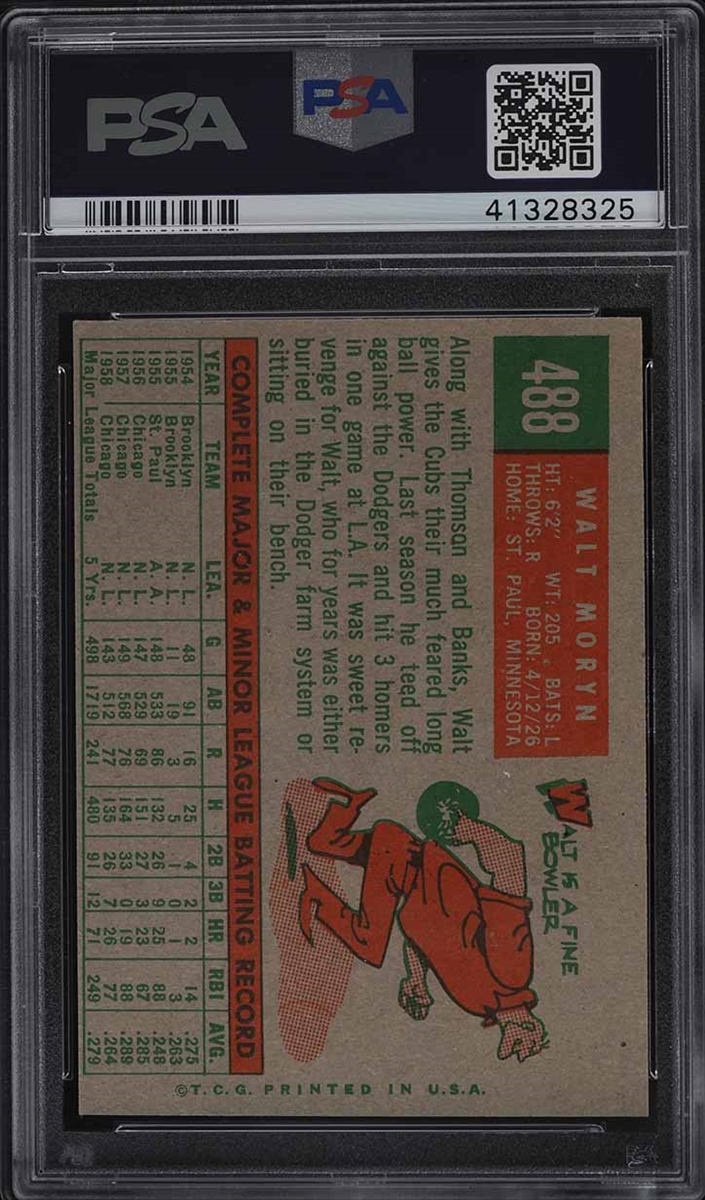 PSA
PSA
41328325
488
WALT MORYN
HT: 6'2" WT: 205 BATS: L
THROWS: R BORN: 4/12/26
HOME: ST. PAUL, MINNESOTA
Along with Thomson and Banks, Walt
gives the Cubs their much feared long
ball power. Last season he teed off
against the Dodgers and hit 3 homers
in one game at L.A. It was sweet re-
venge for Walt, who for years was either
buried in the Dodger farm system or
sitting on their bench.
WALT IS A FINE
BOWLER
COMPLETE MAJOR & MINOR LEAGUE BATTING RECORD
YEAR TEAM LEA. G AB R H 2B 3B HR RBI AVG.
1954 Brooklyn N. L. 48 91 16 25 4 2 2 14 .275
1955 Brooklyn N. L. 11 19 3 5 1 0 1 3 .263
1955 St. Paul A. A. 148 533 86 132 26 9 25 88 .248
1956 Chicago N. L. 147 529 69 151 27 3 23 67 .285
1957 Chicago N. L. 149 568 76 164 33 0 19 88 .289
1958 Chicago N. L. 143 512 77 135 26 7 26 77 .264
Major League Totals 5 Yrs. 498 1719 241 480 91 12 71 249 .279
©T.C.G. PRINTED IN U.S.A.